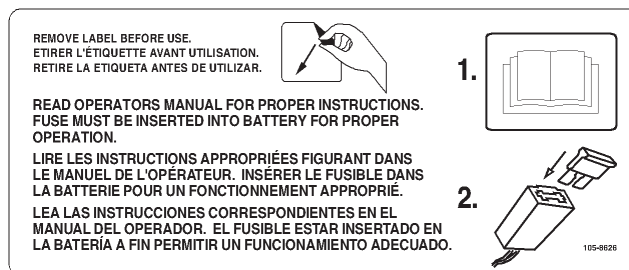 REMOVE LABEL BEFORE USE.
ETIRER L'ÉTIQUETTE AVANT UTILISATION.
RETIRE LA ETIQUETA ANTES DE UTILIZAR.
READ OPERATORS MANUAL FOR PROPER INSTRUCTIONS.
FUSE MUST BE INSERTED INTO BATTERY FOR PROPER
OPERATION.
LIRE LES INSTRUCTIONS APPROPRIÉES FIGURANT DANS
LE MANUEL DE L'OPÉRATEUR. INSÉRER LE FUSIBLE DANS
LA BATTERIE POUR UN FONCTIONNEMENT APPROPRIÉ.
LEA LAS INSTRUCCIONES CORRESPONDIENTES EN EL
MANUAL DEL OPERADOR. EL FUSIBLE ESTAR INSERTADO EN
LA BATERÍA A FIN PERMITIR UN FUNCIONAMIENTO ADECUADO.
1.
2.
105-8626